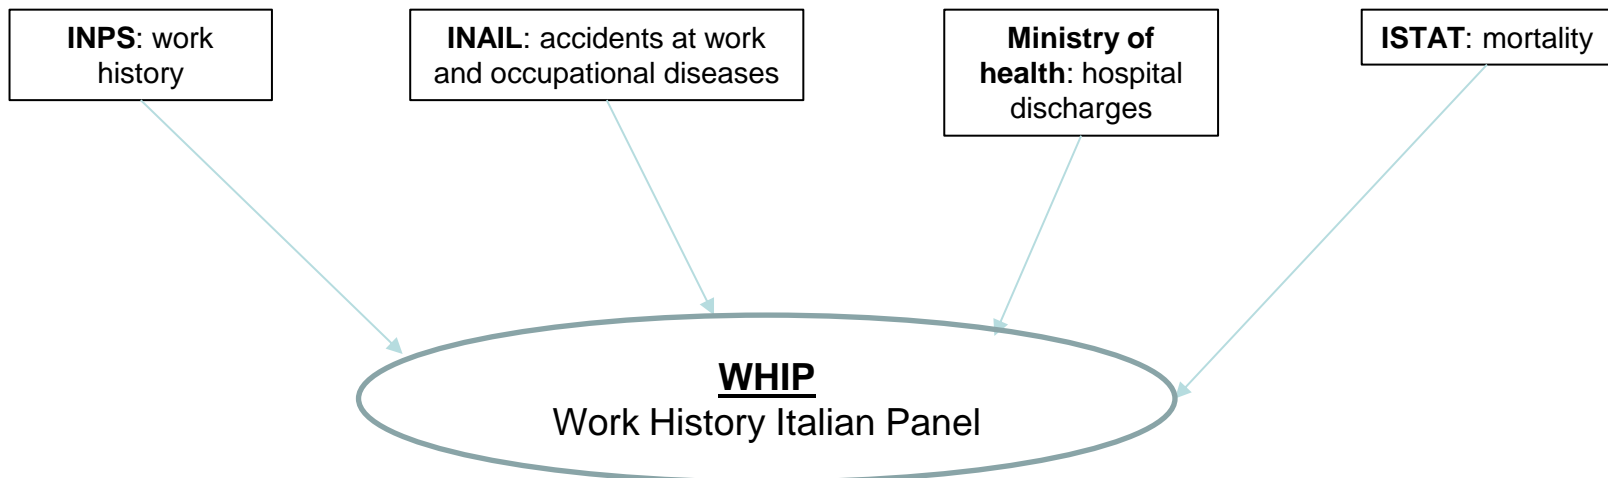 INPS: work
history
INAIL: accidents at work
and occupational diseases
Ministry of
health: hospital
discharges
ISTAT: mortality
WHIP
Work History Italian Panel